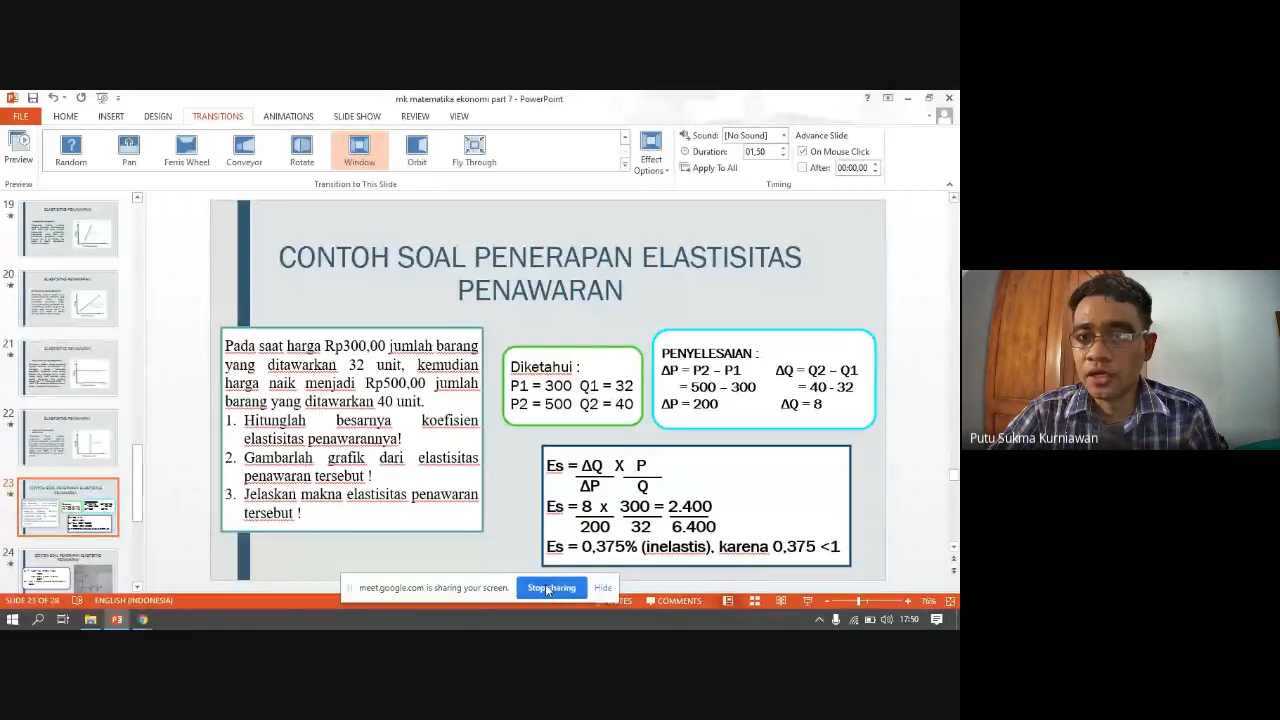 mk matematika ekonomi part 7 - PowerPoint
FILE HOME INSERT DESIGN TRANSITIONS ANIMATIONS SLIDE SHOW REVIEW VIEW
Preview
Random Pan Ferris Wheel Conveyor Rotate Window Orbit Fly Through
Effect
Options
Sound: [No Sound]
Duration: 01,50
Apply To All
Advance Slide
On Mouse Click
After: 00:00,00
Preview Transition to This Slide Timing
19
20
21
22
23
24
CONTOH SOAL PENERAPAN ELASTISITAS
PENAWARAN
Pada saat harga Rp300,00 jumlah barang
yang ditawarkan 32 unit, kemudian
harga naik menjadi Rp500,00 jumlah
barang yang ditawarkan 40 unit.
1. Hitunglah besarnya koefisien
elastisitas penawarannya!
2. Gambarlah grafik dari elastisitas
penawaran tersebut !
3. Jelaskan makna elastisitas penawaran
tersebut !
Diketahui :
P1 = 300 Q1 = 32
P2 = 500 Q2 = 40
PENYELESAIAN :
ΔP = P2 – P1 ΔQ = Q2 – Q1
= 500 – 300 = 40 - 32
ΔP = 200 ΔQ = 8
Es = ΔQ X P
ΔP Q
Es = 8 x 300 = 2.400
200 32 6.400
Es = 0,375% (inelastis), karena 0,375 <1
meet.google.com is sharing your screen. Stop sharing Hide
SLIDE 23 OF 28 ENGLISH (INDONESIA) COMMENTS 76%
17:50
Putu Sukma Kurniawan